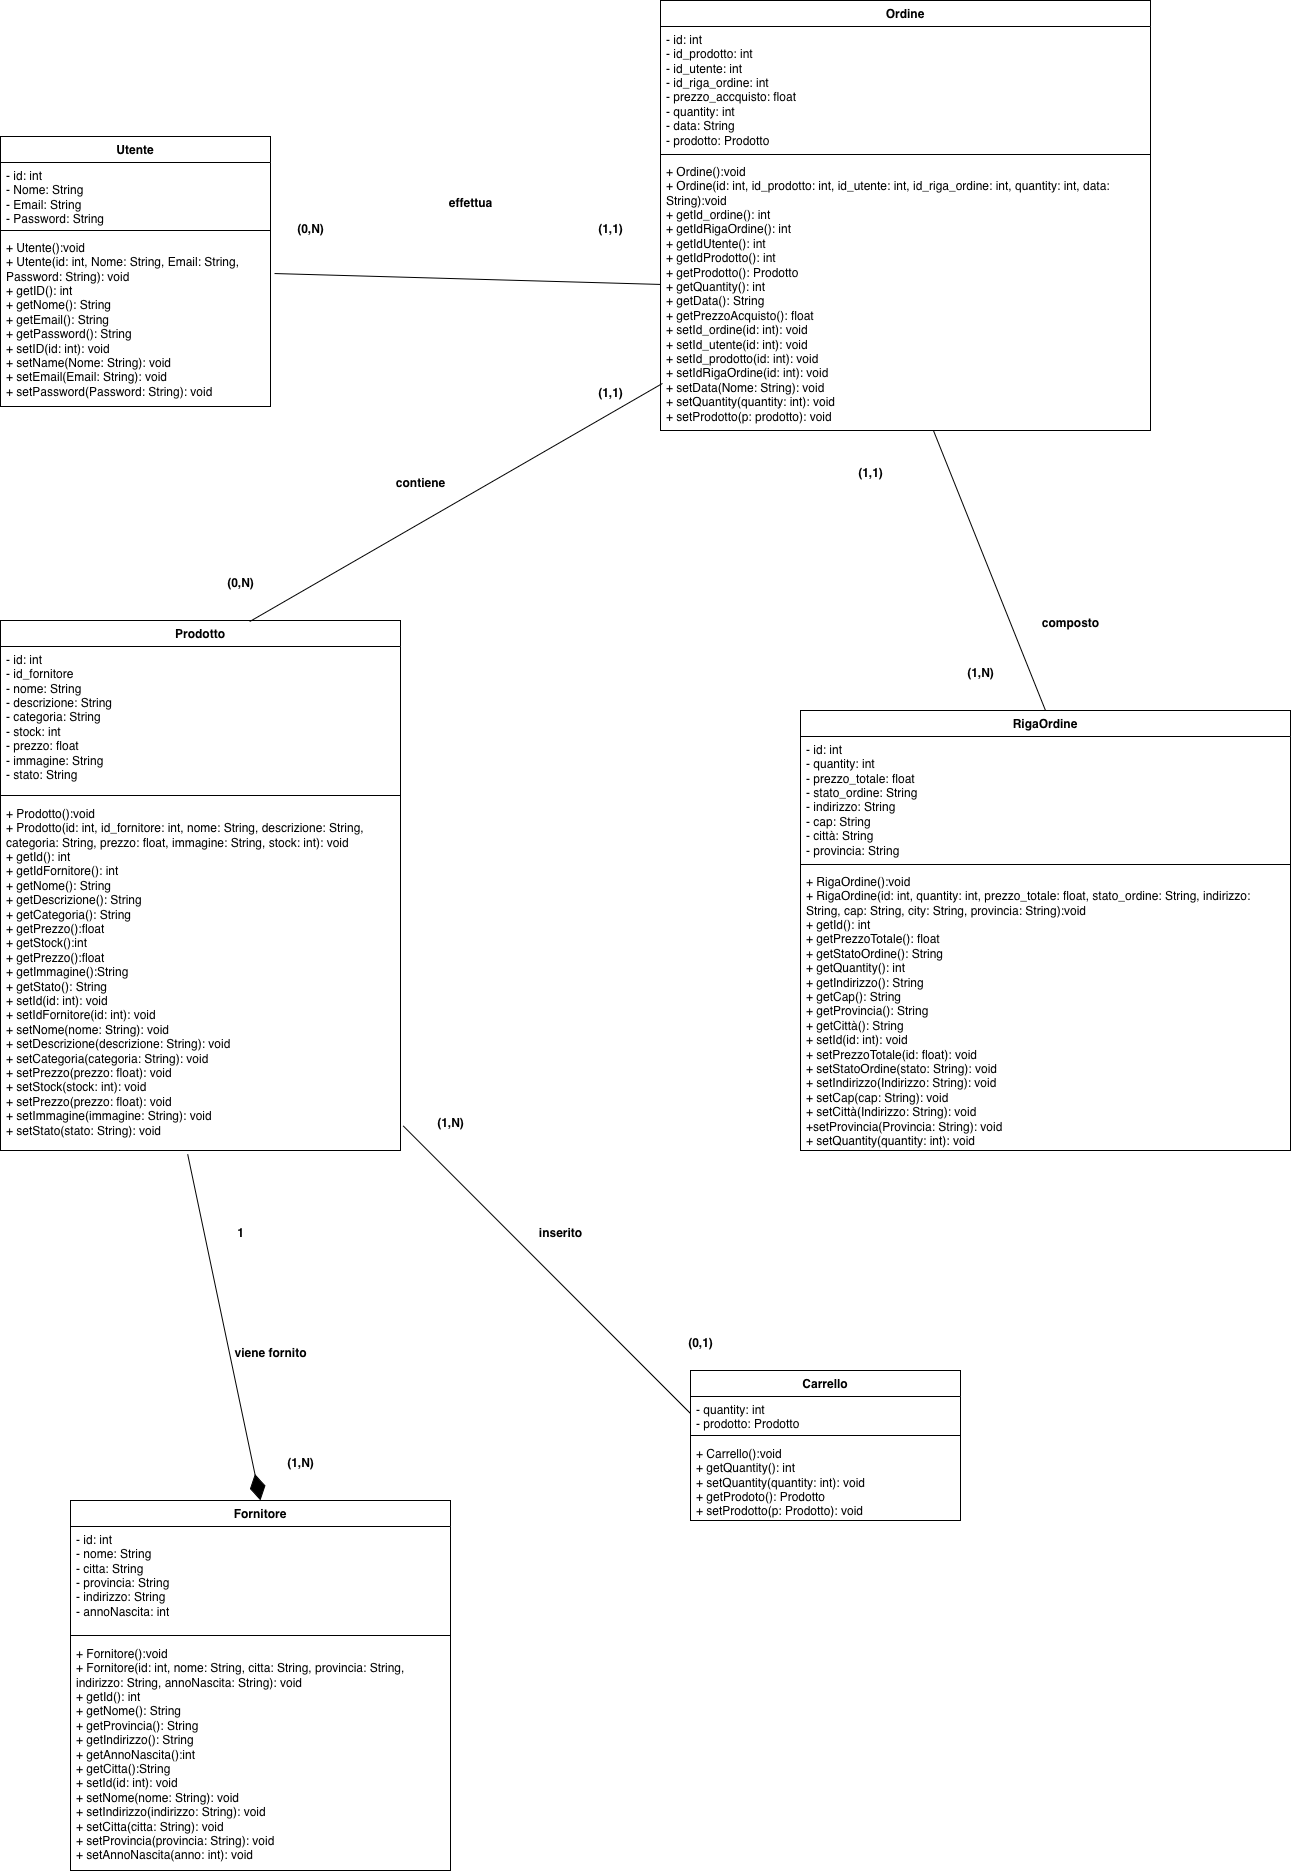 Ordine
- id: int
- id_prodotto: int
- id_utente: int
- id_riga_ordine: int
- prezzo_accquisto: float
- quantity: int
- data: String
- prodotto: Prodotto
+ Ordine():void
+ Ordine(id: int, id_prodotto: int, id_utente: int, id_riga_ordine: int, quantity: int, data:
String):void
+ getId_ordine(): int
+ getIdRigaOrdine(): int
+ getIdUtente(): int
+ getIdProdotto(): int
+ getProdotto(): Prodotto
+ getQuantity(): int
+ getData(): String
+ getPrezzoAcquisto(): float
+ setId_ordine(id: int): void
+ setId_utente(id: int): void
+ setId_prodotto(id: int): void
+ setIdRigaOrdine(id: int): void
+ setData(Nome: String): void
+ setQuantity(quantity: int): void
+ setProdotto(p: prodotto): void
Utente
- id: int
- Nome: String
- Email: String
- Password: String
+ Utente():void
+ Utente(id: int, Nome: String, Email: String,
Password: String): void
+ getID(): int
+ getNome(): String
+ getEmail(): String
+ getPassword(): String
+ setID(id: int): void
+ setName(Nome: String): void
+ setEmail(Email: String): void
+ setPassword(Password: String): void
effettua
(0,N)
(1,1)
(1,1)
contiene
(0,N)
(1,1)
composto
(1,N)
Prodotto
- id: int
- id_fornitore
- nome: String
- descrizione: String
- categoria: String
- stock: int
- prezzo: float
- immagine: String
- stato: String
+ Prodotto():void
+ Prodotto(id: int, id_fornitore: int, nome: String, descrizione: String,
categoria: String, prezzo: float, immagine: String, stock: int): void
+ getId(): int
+ getIdFornitore(): int
+ getNome(): String
+ getDescrizione(): String
+ getCategoria(): String
+ getPrezzo():float
+ getStock():int
+ getPrezzo():float
+ getImmagine():String
+ getStato(): String
+ setId(id: int): void
+ setIdFornitore(id: int): void
+ setNome(nome: String): void
+ setDescrizione(descrizione: String): void
+ setCategoria(categoria: String): void
+ setPrezzo(prezzo: float): void
+ setStock(stock: int): void
+ setPrezzo(prezzo: float): void
+ setImmagine(immagine: String): void
+ setStato(stato: String): void
RigaOrdine
- id: int
- quantity: int
- prezzo_totale: float
- stato_ordine: String
- indirizzo: String
- cap: String
- città: String
- provincia: String
+ RigaOrdine():void
+ RigaOrdine(id: int, quantity: int, prezzo_totale: float, stato_ordine: String, indirizzo:
String, cap: String, city: String, provincia: String):void
+ getId(): int
+ getPrezzoTotale(): float
+ getStatoOrdine(): String
+ getQuantity(): int
+ getIndirizzo(): String
+ getCap(): String
+ getProvincia(): String
+ getCittà(): String
+ setId(id: int): void
+ setPrezzoTotale(id: float): void
+ setStatoOrdine(stato: String): void
+ setIndirizzo(Indirizzo: String): void
+ setCap(cap: String): void
+ setCittà(Indirizzo: String): void
+setProvincia(Provincia: String): void
+ setQuantity(quantity: int): void
(1,N)
inserito
(0,1)
1
viene fornito
(1,N)
Carrello
- quantity: int
- prodotto: Prodotto
+ Carrello():void
+ getQuantity(): int
+ setQuantity(quantity: int): void
+ getProdoto(): Prodotto
+ setProdotto(p: Prodotto): void
Fornitore
- id: int
- nome: String
- citta: String
- provincia: String
- indirizzo: String
- annoNascita: int
+ Fornitore():void
+ Fornitore(id: int, nome: String, citta: String, provincia: String,
indirizzo: String, annoNascita: String): void
+ getId(): int
+ getNome(): String
+ getProvincia(): String
+ getIndirizzo(): String
+ getAnnoNascita():int
+ getCitta():String
+ setId(id: int): void
+ setNome(nome: String): void
+ setIndirizzo(indirizzo: String): void
+ setCitta(citta: String): void
+ setProvincia(provincia: String): void
+ setAnnoNascita(anno: int): void